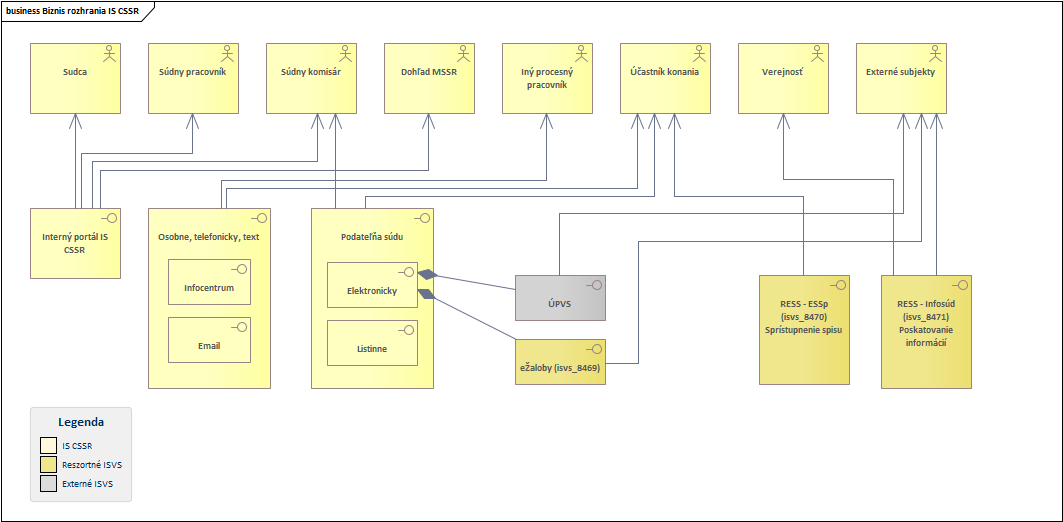 business Biznis rozhrania IS CSSR
Sudca
Súdny pracovník
Súdny komisár
Dohľad MSSR
Iný procesný
pracovník
Účastník konania
Verejnosť
Externé subjekty
Interný portál IS
CSSR
Osobne, telefonicky, text
Infocentrum
Email
Podateľňa súdu
Elektronicky
Listinne
ÚPVS
eŽaloby (isvs_8469)
RESS - ESSp
(isvs_8470)
Sprístupnenie spisu
RESS - Infosúd
(isvs_8471)
Poskatovanie
informácií
Legenda
IS CSSR
Reszortné ISVS
Externé ISVS